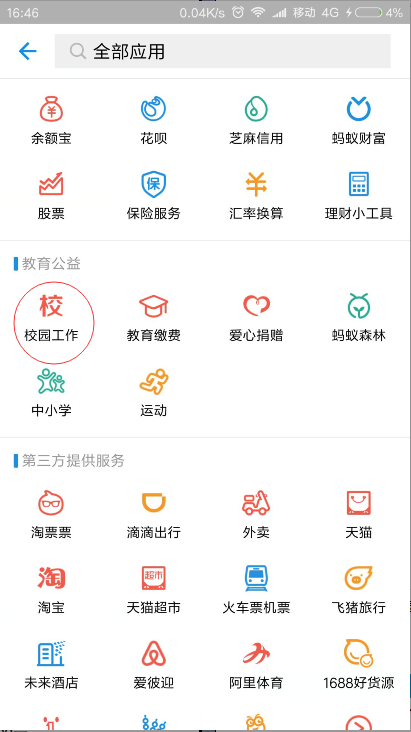 16:46 0.04K/s 移动 4G 4%
全部应用
余额宝 花呗 芝麻信用 蚂蚁财富
保
股票 保险服务 汇率换算 理财小工具
教育公益
校
校园工作 教育缴费 爱心捐赠 蚂蚁森林
中小学 运动
第三方提供服务
淘票票 滴滴出行 外卖 天猫
淘 超市
淘宝 天猫超市 火车票机票 飞猪旅行
未来酒店 爱彼迎 阿里体育 1688好货源